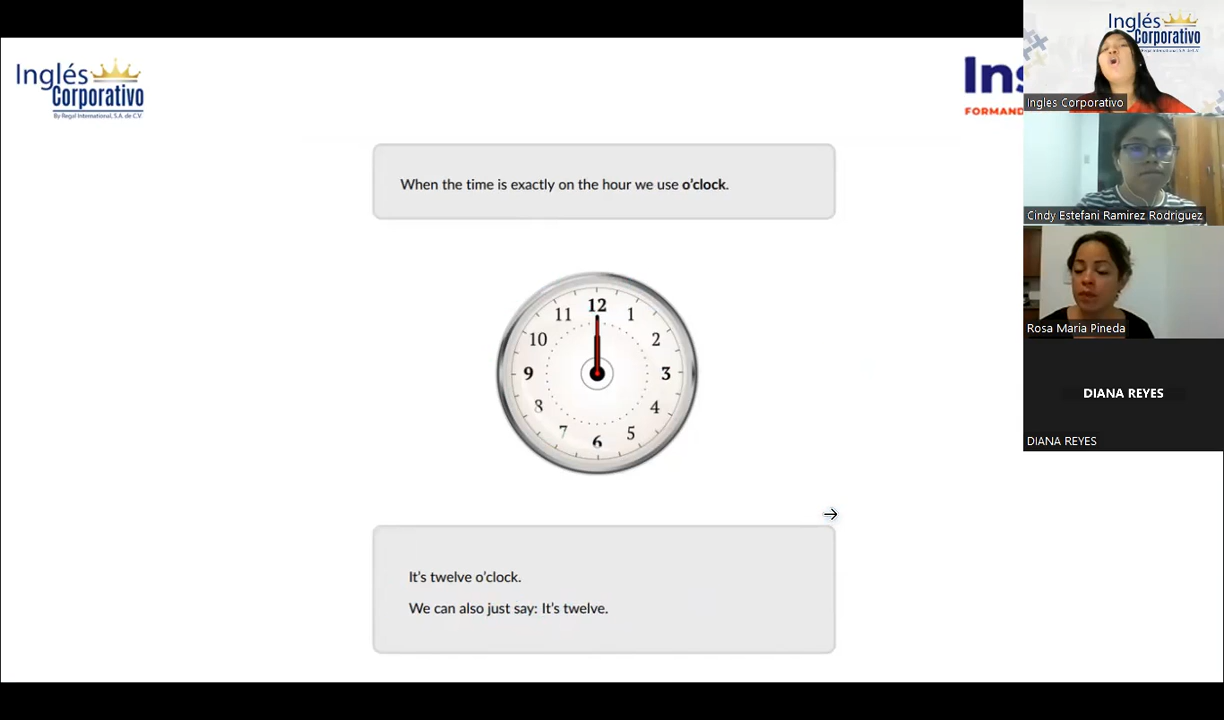 Inglés
Corporativo
By Regal International, S.A. de C.V.
FORMAND
When the time is exactly on the hour we use o'clock.
12
11 1
10 2
9 3
8 4
7 5
6
It's twelve o'clock.
We can also just say: It's twelve.
Inglés
Corporativo
Ingles Corporativo
Cindy Estefani Ramirez Rodriguez
Rosa Maria Pineda
DIANA REYES
DIANA REYES